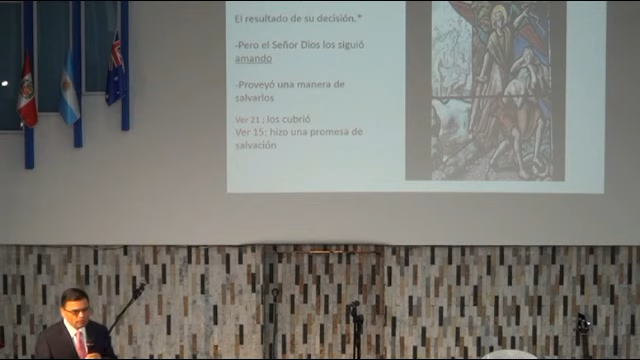 El resultado de su decisión.*
-Pero el Señor Dios los siguió
amando
-Proveyó una manera de
salvarlos
Ver 21 ; los cubrió
Ver 15: hizo una promesa de
salvación